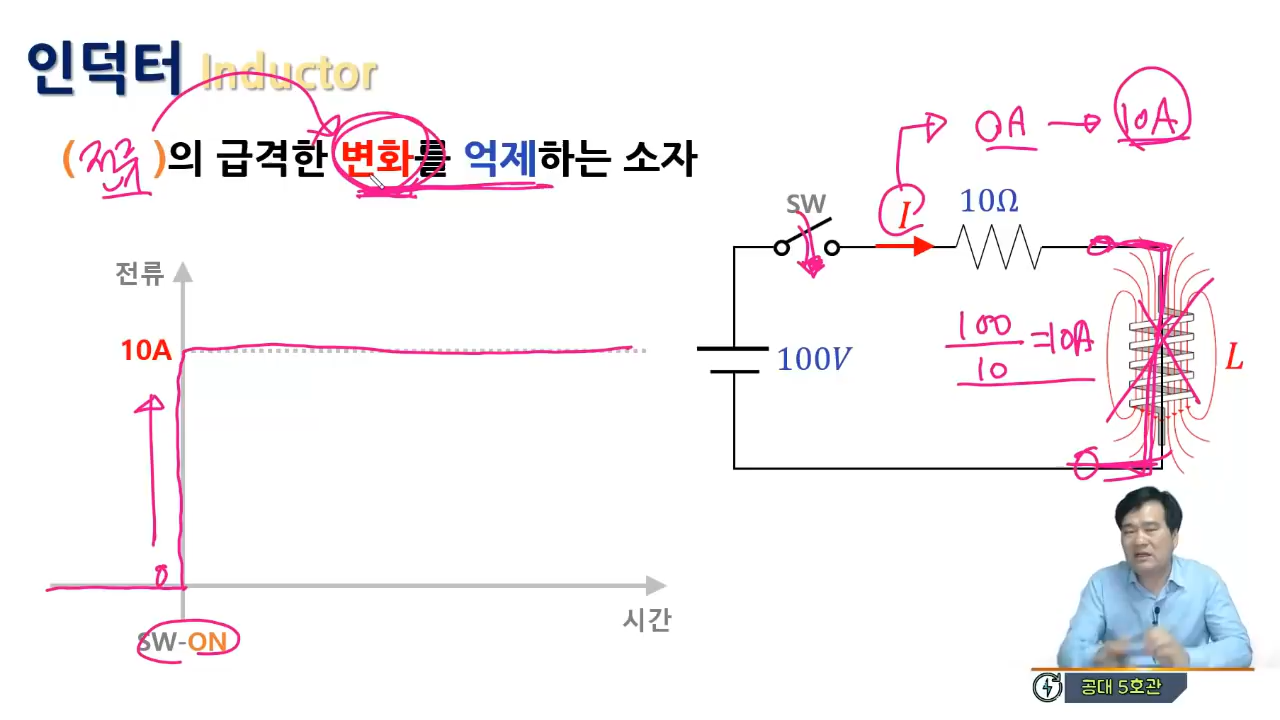 인덕터 Inductor
(전류)의 급격한 변화를 억제하는 소자
0A → 10A
SW
I
10Ω
전류
10A
100V
100/10 = 10A
L
0
시간
SW-ON
공대 5호관